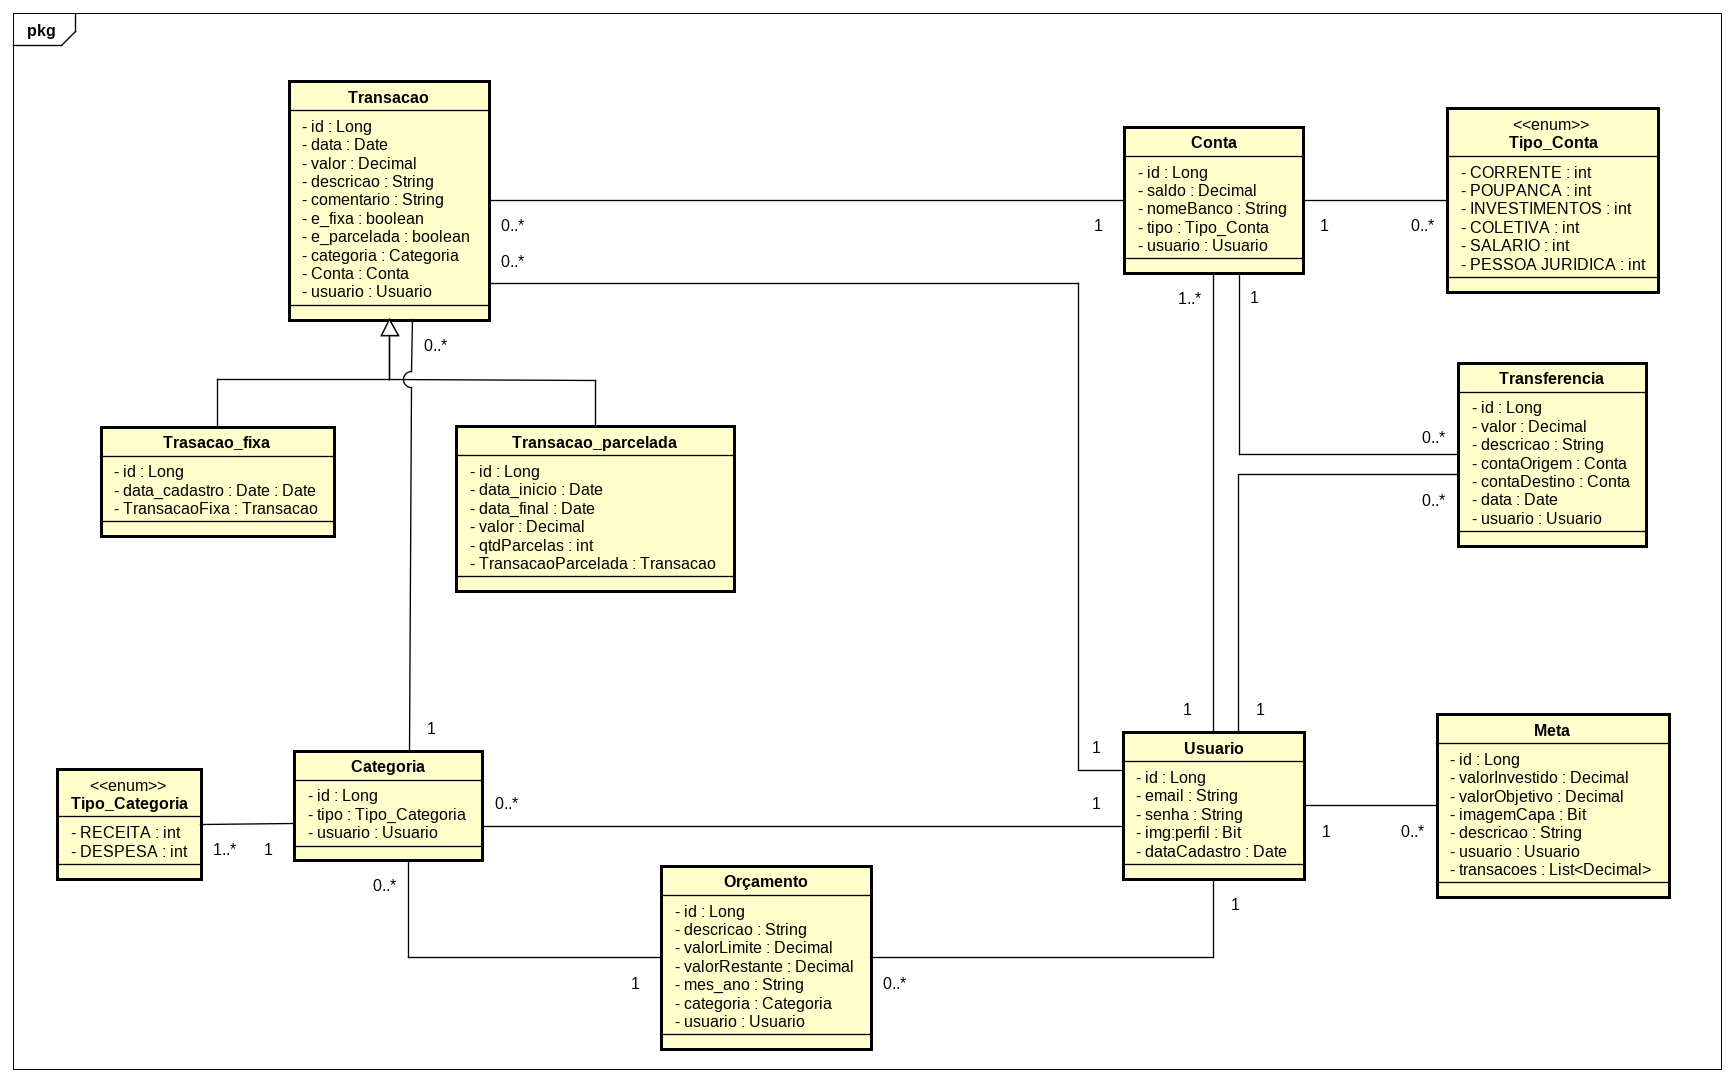 pkg
Transacao
- id : Long
- data : Date
- valor : Decimal
- descricao : String
- comentario : String
- e_fixa : boolean
- e_parcelada : boolean
- categoria : Categoria
- Conta : Conta
- usuario : Usuario
0..*
0..*
0..*
1
Conta
- id : Long
- saldo : Decimal
- nomeBanco : String
- tipo : Tipo_Conta
- usuario : Usuario
1
0..*
1..*
1
<<enum>>
Tipo_Conta
- CORRENTE : int
- POUPANCA : int
- INVESTIMENTOS : int
- COLETIVA : int
- SALARIO : int
- PESSOA JURIDICA : int
Trasacao_fixa
- id : Long
- data_cadastro : Date : Date
- TransacaoFixa : Transacao
Transacao_parcelada
- id : Long
- data_inicio : Date
- data_final : Date
- valor : Decimal
- qtdParcelas : int
- TransacaoParcelada : Transacao
0..*
0..*
Transferencia
- id : Long
- valor : Decimal
- descricao : String
- contaOrigem : Conta
- contaDestino : Conta
- data : Date
- usuario : Usuario
<<enum>>
Tipo_Categoria
- RECEITA : int
- DESPESA : int
1..*
1
1
Categoria
- id : Long
- tipo : Tipo_Categoria
- usuario : Usuario
0..*
0..*
1
1
1
1
Usuario
- id : Long
- email : String
- senha : String
- img:perfil : Bit
- dataCadastro : Date
1
0..*
1
Meta
- id : Long
- valorInvestido : Decimal
- valorObjetivo : Decimal
- imagemCapa : Bit
- descricao : String
- usuario : Usuario
- transacoes : List<Decimal>
1
Orçamento
- id : Long
- descricao : String
- valorLimite : Decimal
- valorRestante : Decimal
- mes_ano : String
- categoria : Categoria
- usuario : Usuario
0..*